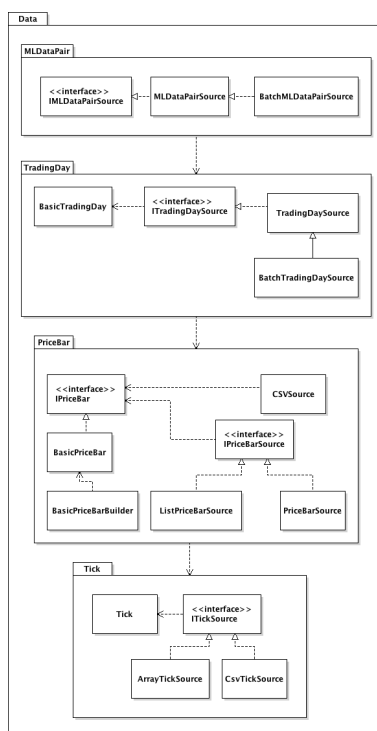 Data
MLDataPair
<<interface>>
IMLDataPairSource
MLDataPairSource
BatchMLDataPairSource
TradingDay
BasicTradingDay
<<interface>>
ITradingDaySource
TradingDaySource
BatchTradingDaySource
PriceBar
<<interface>>
IPriceBar
CSVSource
<<interface>>
IPriceBarSource
BasicPriceBar
BasicPriceBarBuilder
ListPriceBarSource
PriceBarSource
Tick
Tick
<<interface>>
ITickSource
ArrayTickSource
CsvTickSource